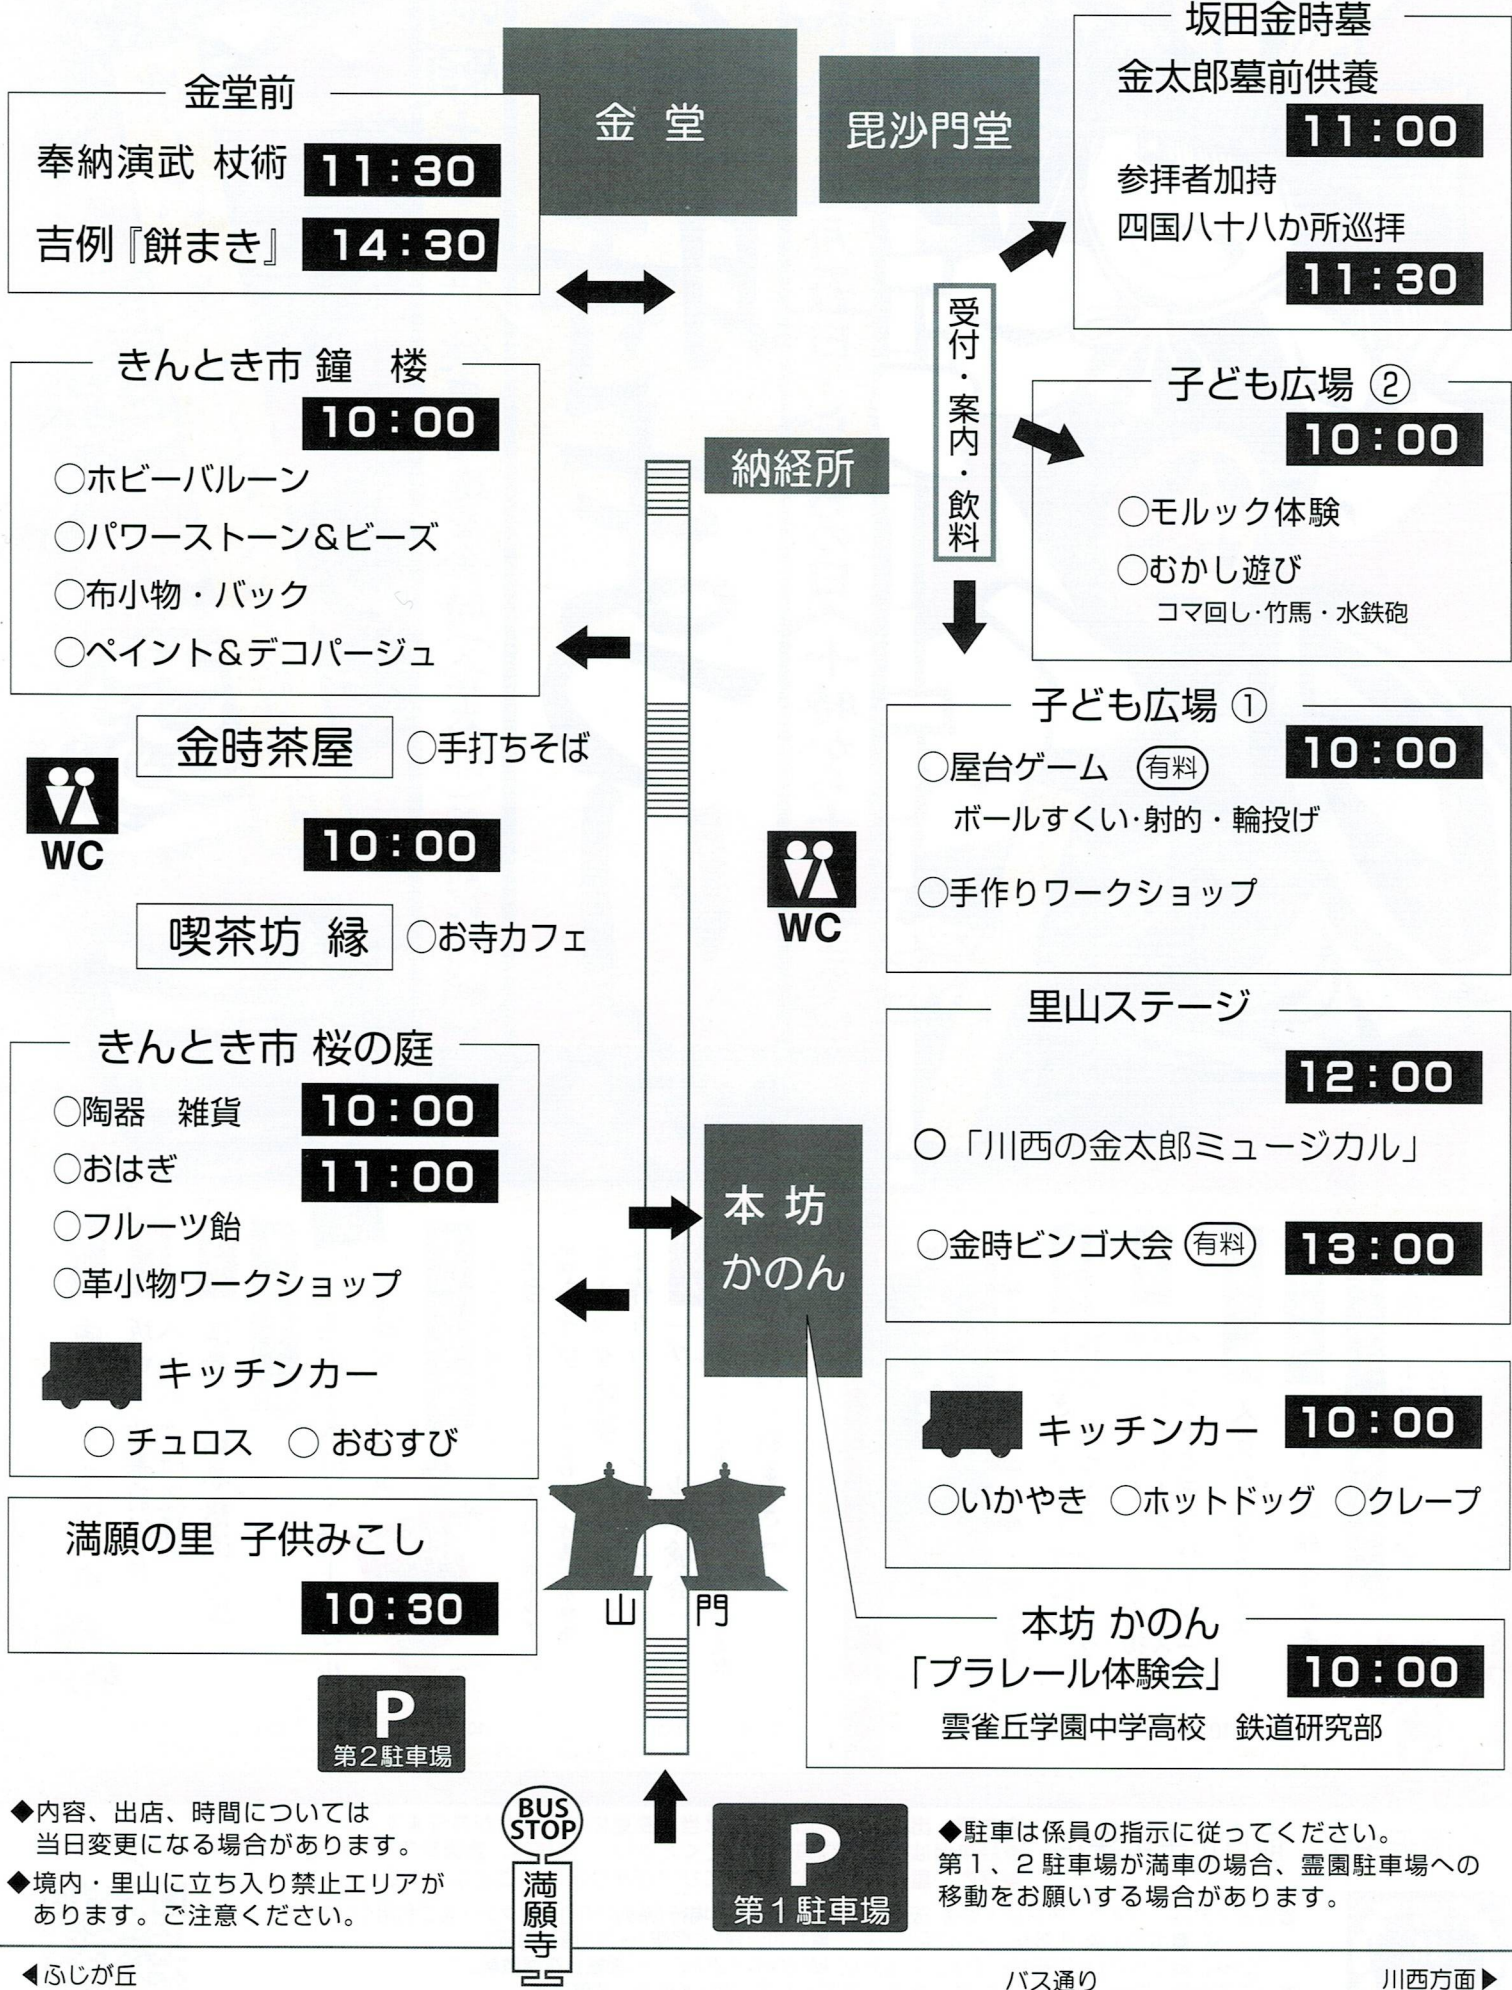 金堂前
奉納演武 杖術 11:30
吉例『餅まき』 14:30
金 堂
毘沙門堂
坂田金時墓
金太郎墓前供養
11:00
参拝者加持
四国八十八か所巡拝
11:30
受付・案内・飲料
きんとき市 鐘　楼
10:00
○ホビーバルーン
○パワーストーン&ビーズ
○布小物・バック
○ペイント&デコパージュ
納経所
子ども広場 ②
10:00
○モルック体験
○むかし遊び
コマ回し・竹馬・水鉄砲
金時茶屋 ○手打ちそば
WC
10:00
喫茶坊 縁 ○お寺カフェ
子ども広場 ①
○屋台ゲーム 有料 10:00
ボールすくい・射的・輪投げ
○手作りワークショップ
WC
きんとき市 桜の庭
○陶器　雑貨 10:00
○おはぎ 11:00
○フルーツ飴
○革小物ワークショップ
キッチンカー
○ チュロス ○ おむすび
本 坊
かのん
里山ステージ
12:00
○「川西の金太郎ミュージカル」
○金時ビンゴ大会 有料 13:00
キッチンカー 10:00
○いかやき ○ホットドッグ ○クレープ
満願の里 子供みこし
10:30
山 門
本坊 かのん
「プラレール体験会」 10:00
雲雀丘学園中学高校　鉄道研究部
P
第2駐車場
◆内容、出店、時間については
当日変更になる場合があります。
◆境内・里山に立ち入り禁止エリアが
あります。ご注意ください。
BUS
STOP
満願寺
P
第1駐車場
◆駐車は係員の指示に従ってください。
第1、2駐車場が満車の場合、霊園駐車場への
移動をお願いする場合があります。
◀ふじが丘
バス通り
川西方面▶